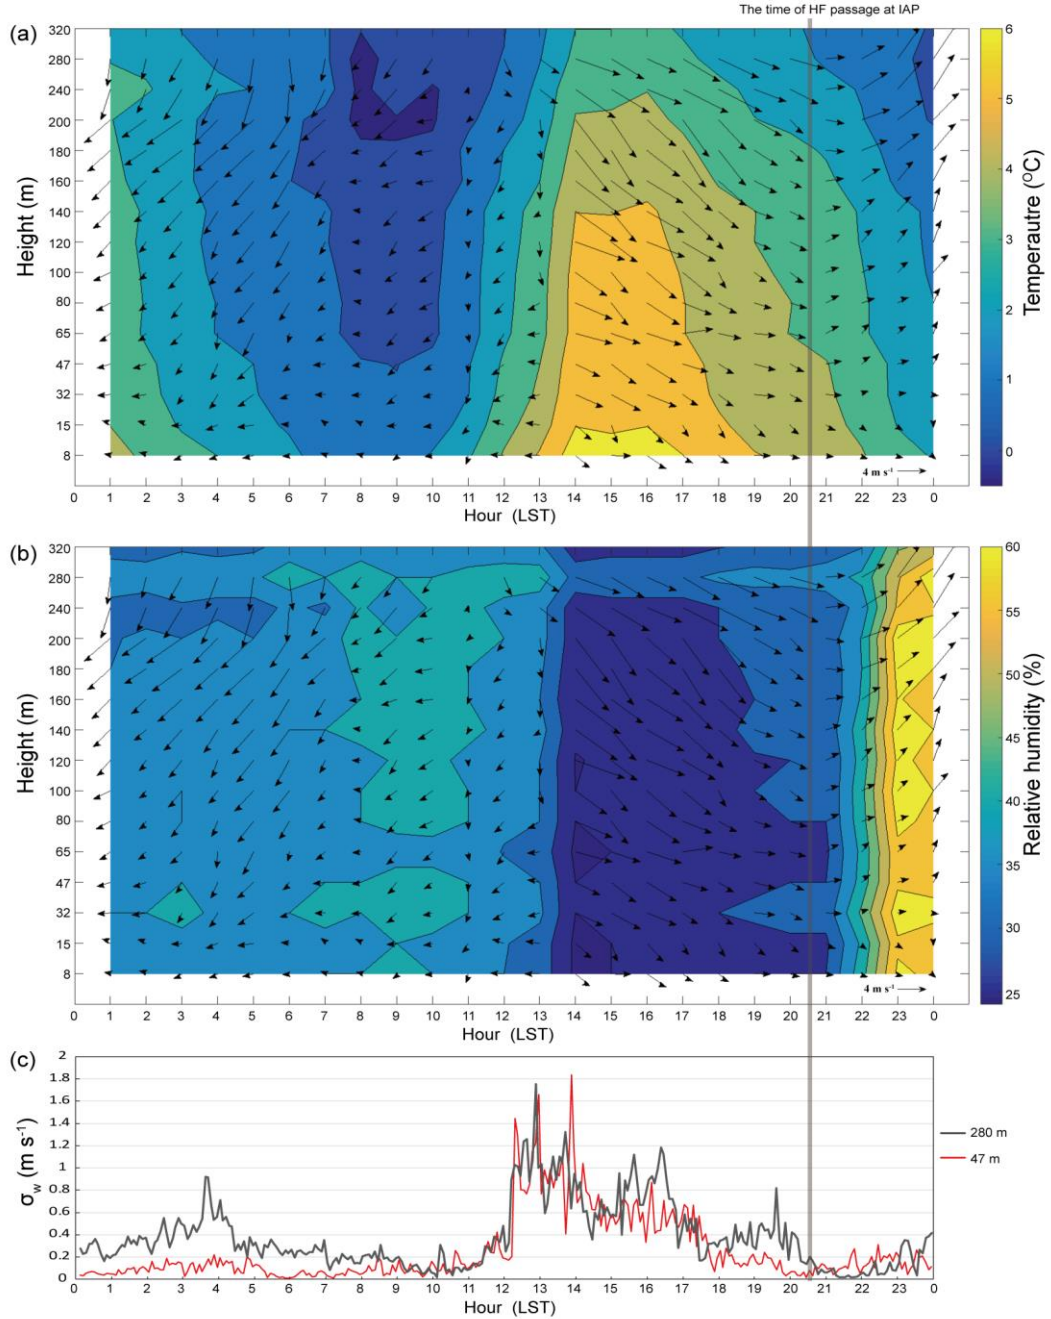 The time of HF passage at IAP
(a)
320
280
240
200
180
160
140
120
100
80
65
47
32
15
8
Height (m)
0 1 2 3 4 5 6 7 8 9 10 11 12 13 14 15 16 17 18 19 20 21 22 23 0
Hour (LST)
4 m s⁻¹
6
5
4
3
2
1
0
Temperautre (°C)
(b)
320
280
240
200
180
160
140
120
100
80
65
47
32
15
8
Height (m)
0 1 2 3 4 5 6 7 8 9 10 11 12 13 14 15 16 17 18 19 20 21 22 23 0
Hour (LST)
4 m s⁻¹
60
55
50
45
40
35
30
25
Relative humidity (%)
(c)
2
1.8
1.6
1.4
1.2
1
0.8
0.6
0.4
0.2
0
σw (m s⁻¹)
0 1 2 3 4 5 6 7 8 9 10 11 12 13 14 15 16 17 18 19 20 21 22 23 0
Hour (LST)
280 m
47 m